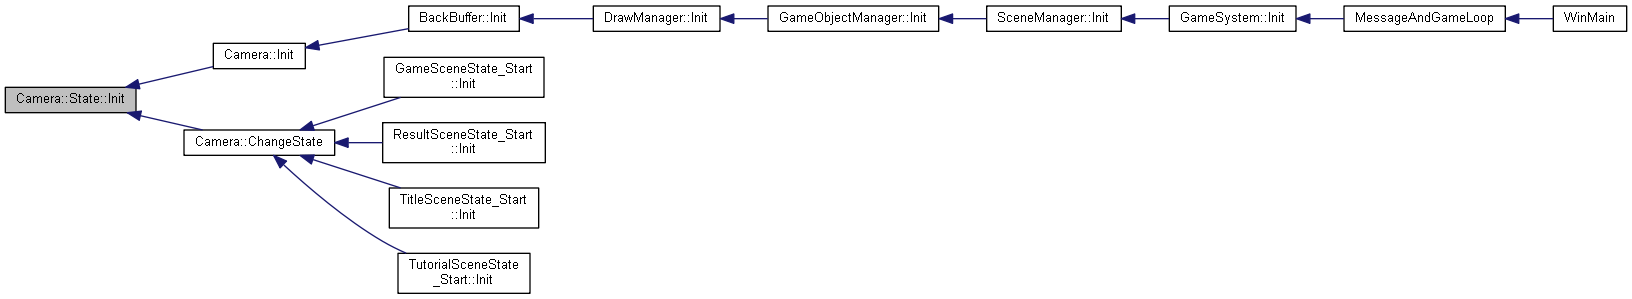 BackBuffer::Init
DrawManager::Init
GameObjectManager::Init
SceneManager::Init
GameSystem::Init
MessageAndGameLoop
WinMain
Camera::Init
GameSceneState_Start
::Init
Camera::State::Init
ResultSceneState_Start
::Init
Camera::ChangeState
TitleSceneState_Start
::Init
TutorialSceneState
_Start::Init